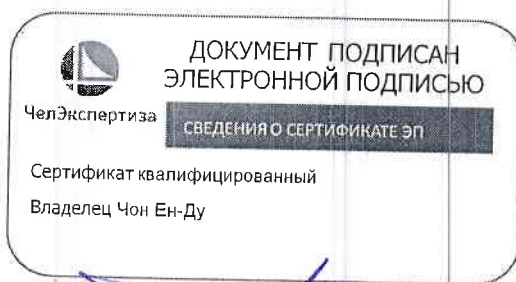 ДОКУМЕНТ ПОДПИСАН
ЭЛЕКТРОННОЙ ПОДПИСЬЮ
ЧелЭкспертиза
СВЕДЕНИЯ О СЕРТИФИКАТЕ ЭП
Сертификат квалифицированный
Владелец Чон Ен-Ду